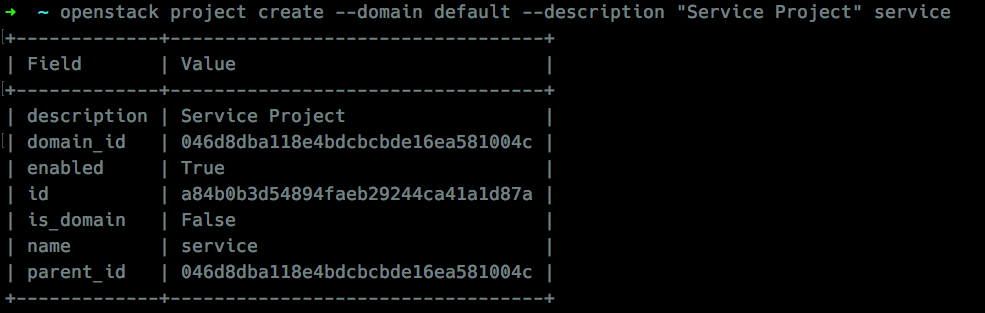 ➜  ~ openstack project create --domain default --description "Service Project" service
+-------------+----------------------------------+
| Field       | Value                            |
+-------------+----------------------------------+
| description | Service Project                  |
| domain_id   | 046d8dba118e4bdcbcbde16ea581004c |
| enabled     | True                             |
| id          | a84b0b3d54894faeb29244ca41a1d87a |
| is_domain   | False                            |
| name        | service                          |
| parent_id   | 046d8dba118e4bdcbcbde16ea581004c |
+-------------+----------------------------------+